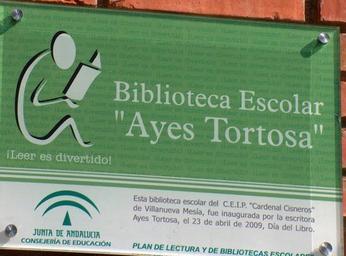 Biblioteca Escolar
"Ayes Tortosa"
¡Leer es divertido!
Esta biblioteca escolar del C.E.I.P. "Cardenal Cisneros"
de Villanueva Mesía, fue inaugurada por la escritora
Ayes Tortosa, el 23 de abril de 2009, Día del Libro.
JUNTA DE ANDALUCIA
CONSEJERÍA DE EDUCACIÓN
PLAN DE LECTURA Y DE BIBLIOTECAS ESCOLARES